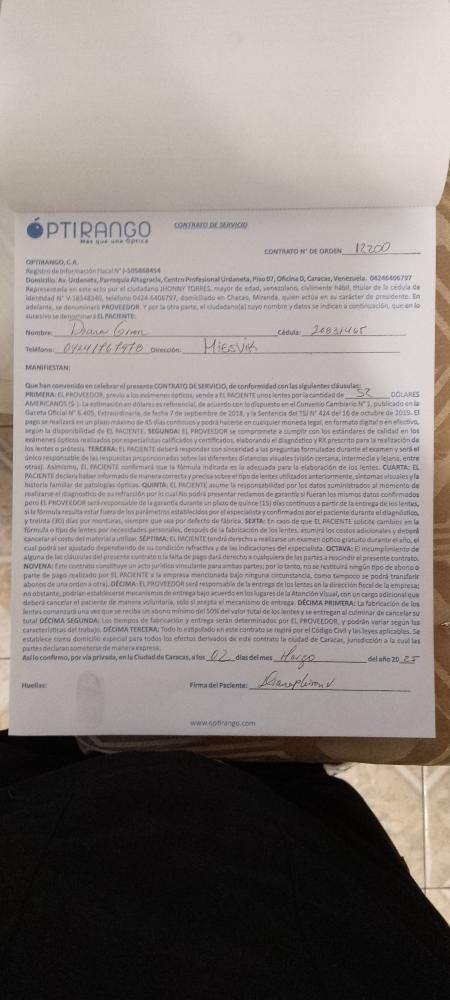 ÓPTIRANGO
Más que una Óptica
CONTRATO DE SERVICIO
CONTRATO N° DE ORDEN 12200
OPTIRANGO, C.A.
Registro de Información Fiscal N° J-505868454
Domicilio: Av. Urdaneta, Parroquia Altagracia, Centro Profesional Urdaneta, Piso 07, Oficina D, Caracas, Venezuela. 04246406797
Representada en este acto por el ciudadano JHONNY TORRES, mayor de edad, venezolano, civilmente hábil, titular de la cédula de
Identidad N° V-18348340, teléfono 0424-6406797, domiciliado en Chacao, Miranda, quien actúa en su carácter de presidente. En
adelante, se denominará PROVEEDOR. Y por la otra parte, el ciudadano(a) cuyo nombre y datos se indican a continuación, que en lo
sucesivo se denominará EL PACIENTE:
Nombre: Diana Cédula: 20831465
Teléfono: Dirección:
MANIFIESTAN:
Que han convenido en celebrar el presente CONTRATO DE SERVICIO, de conformidad con las siguientes cláusulas:
PRIMERA: EL PROVEEDOR, previo a los exámenes ópticos, vende a EL PACIENTE unos lentes por la cantidad de 52 DÓLARES
AMERICANOS ($.). La estimación en dólares es referencial, de acuerdo con lo dispuesto en el Convenio Cambiario N° 1, publicado en
Gaceta Oficial N° 6.405, Extraordinaria, de fecha 7 de septiembre de 2018, y la Sentencia del TSJ N° 424 del 16 de octubre de 2019. El
pago se realizará en un plazo máximo de 45 días continuos y podrá hacerse en cualquier moneda legal, en formato digital o en efectivo,
según la disponibilidad de EL PACIENTE. SEGUNDA: EL PROVEEDOR se compromete a cumplir con los estándares de calidad en los
exámenes ópticos realizados por especialistas calificados y certificados, elaborando el diagnóstico y RX prescrito para la realización de
los lentes o prótesis. TERCERA: EL PACIENTE deberá responder con sinceridad a las preguntas formuladas durante el examen y será el
único responsable de las respuestas proporcionadas sobre las diferentes distancias visuales (visión cercana, intermedia y lejana, entre
otras). Asimismo, EL PACIENTE confirmará que la fórmula indicada es la adecuada para la elaboración de los lentes. CUARTA: EL
PACIENTE declara haber informado de manera correcta y precisa sobre el tipo de lentes utilizados anteriormente, síntomas visuales y la
historia familiar de patologías ópticas. QUINTA: EL PACIENTE asume la responsabilidad por los datos suministrados al momento de
realizarse el diagnostico de su refracción por lo cual No podrá presentar reclamos de garantía si fueran los mismos datos confirmados
pero EL PROVEEDOR será responsable de la garantía durante un plazo de quince (15) días continuos a partir de la entrega de los lentes,
si la fórmula resulta estar fuera de los parámetros establecidos por el especialista y confirmados por el paciente durante el diagnóstico,
y treinta (30) días por monturas, siempre que sea por defecto de fábrica. SEXTA: En caso de que EL PACIENTE solicite cambios en la
fórmula o tipo de lentes por necesidades personales, después de la fabricación de los lentes, asumirá los costos adicionales y deberá
cancelar el costo del material a utilizar. SÉPTIMA: EL PACIENTE tendrá derecho a realizarse un examen óptico gratuito durante el año, el
cual podrá ser ajustado dependiendo de su condición refractiva y de las indicaciones del especialista. OCTAVA: El incumplimiento de
alguna de las cláusulas del presente contrato o la falta de pago dará derecho a cualquiera de las partes a rescindir el presente contrato.
NOVENA: Este contrato constituye un acto jurídico vinculante para ambas partes; por lo tanto, no se restituirá ningún tipo de abono o
parte de pago realizado por EL PACIENTE a la empresa mencionada bajo ninguna circunstancia, como tampoco se podrá transferir
abonos de una orden a otra). DÉCIMA: EL PROVEEDOR será responsable de la entrega de los lentes en la dirección fiscal de la empresa;
no obstante, podrían establecerse mecanismos de entrega bajo acuerdo en los lugares de la Atención Visual, con un cargo adicional que
deberá cancelar el paciente de manera voluntaria, solo si acepta el mecanismo de entrega. DÉCIMA PRIMERA: La fabricación de los
lentes comenzará una vez que se reciba un abono mínimo del 50% del valor total de los lentes y se entregan al culminar de cancelar su
total DÉCIMA SEGUNDA: Los tiempos de fabricación y entrega serán determinados por EL PROVEEDOR, y podrán variar según las
características del trabajo. DÉCIMA TERCERA: Todo lo estipulado en este contrato se regirá por el Código Civil y las leyes aplicables. Se
establece como domicilio especial para todos los efectos derivados de este contrato la ciudad de Caracas, jurisdicción a la cual las
partes declaran someterse de manera expresa.
Así lo confirmo, por vía privada, en la Ciudad de Caracas, a los 02 días del mes Marzo del año 2025
Huellas: Firma del Paciente:
www.optirango.com